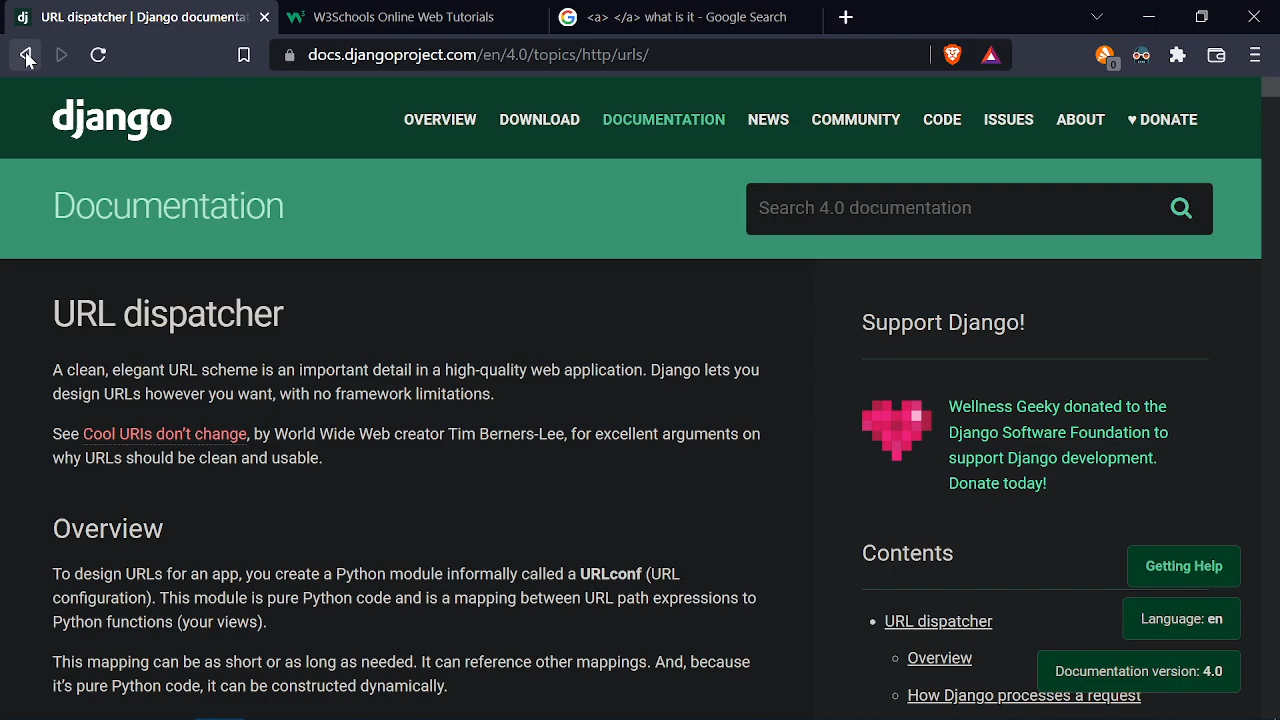 URL dispatcher | Django documenta
W3Schools Online Web Tutorials
<a> </a> what is it - Google Search
docs.djangoproject.com/en/4.0/topics/http/urls/
0
django
OVERVIEW DOWNLOAD DOCUMENTATION NEWS COMMUNITY CODE ISSUES ABOUT ♥ DONATE
Documentation
Search 4.0 documentation
URL dispatcher
A clean, elegant URL scheme is an important detail in a high-quality web application. Django lets you
design URLs however you want, with no framework limitations.
See Cool URIs don’t change, by World Wide Web creator Tim Berners-Lee, for excellent arguments on
why URLs should be clean and usable.
Overview
To design URLs for an app, you create a Python module informally called a URLconf (URL
configuration). This module is pure Python code and is a mapping between URL path expressions to
Python functions (your views).
This mapping can be as short or as long as needed. It can reference other mappings. And, because
it’s pure Python code, it can be constructed dynamically.
Support Django!
Wellness Geeky donated to the
Django Software Foundation to
support Django development.
Donate today!
Contents
URL dispatcher
Overview
How Django processes a request
Getting Help
Language: en
Documentation version: 4.0